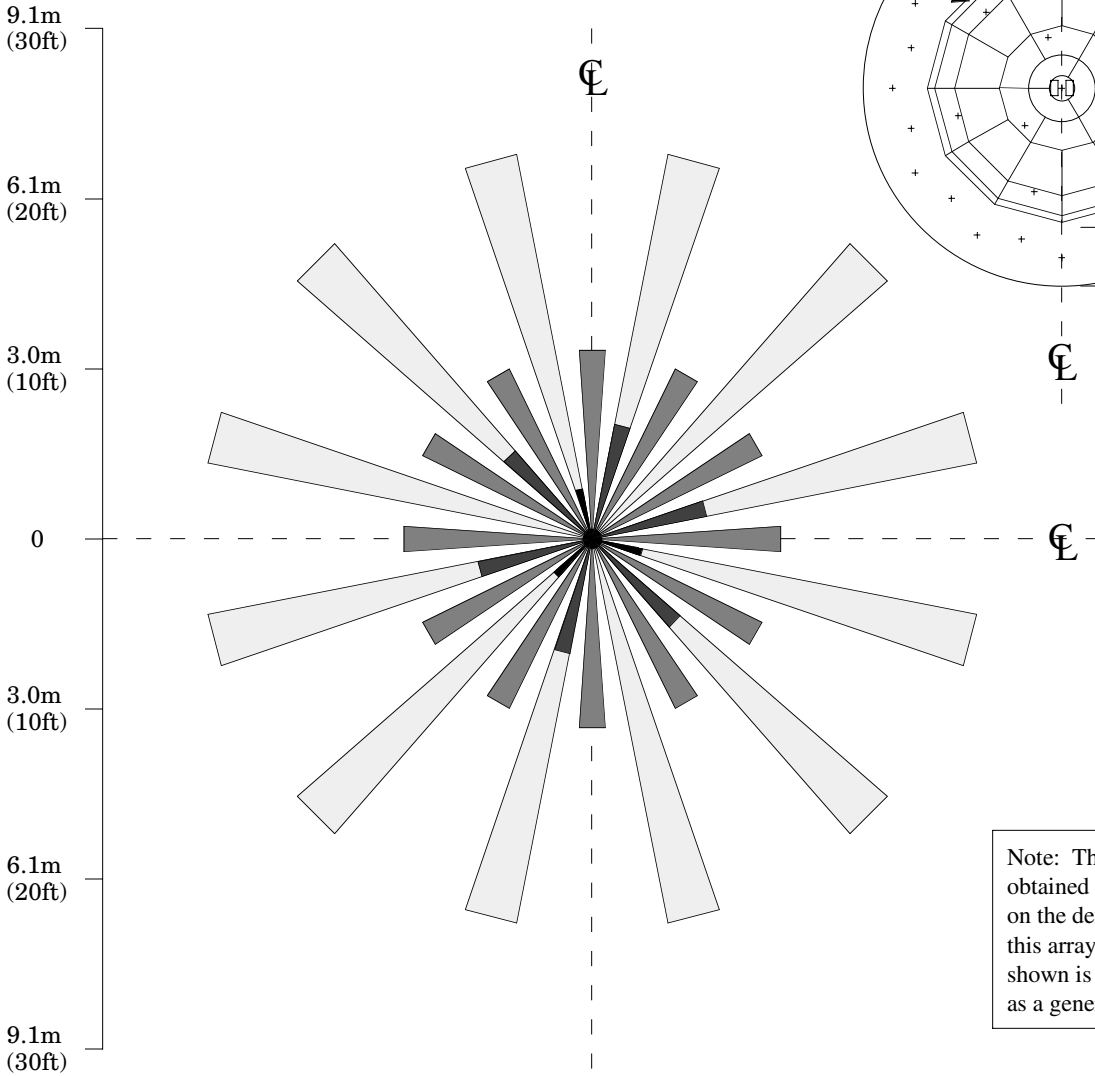 9.1m
(30ft)
℄
6.1m
(20ft)
3.0m
(10ft)
℄
0
℄
3.0m
(10ft)
6.1m
(20ft)
9.1m
(30ft)
Note: Th
obtained
on the de
this array
shown is
as a gene